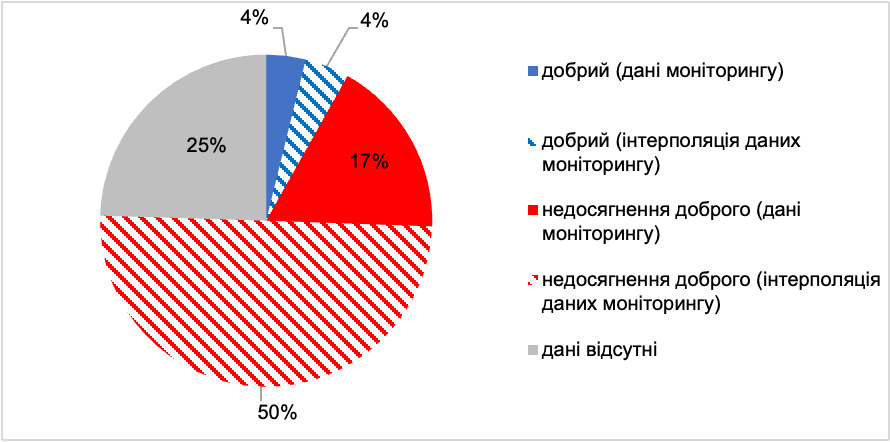 4%
4%
25%
17%
50%
добрий (дані моніторингу)
добрий (інтерполяція даних
моніторингу)
недосягнення доброго (дані
моніторингу)
недосягнення доброго (інтерполяція
даних моніторингу)
дані відсутні